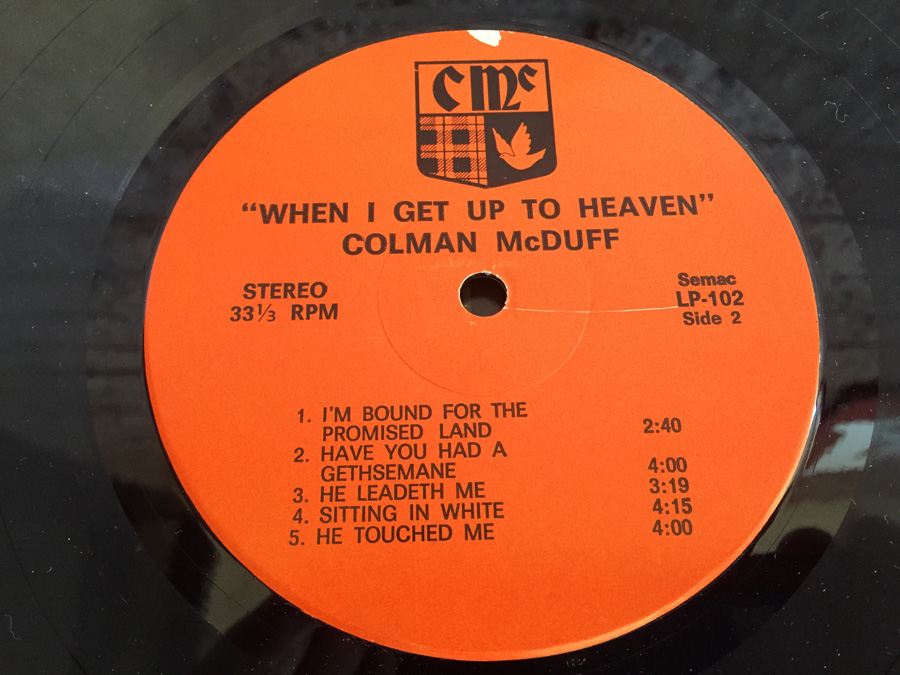 CMc
"WHEN I GET UP TO HEAVEN"
COLMAN McDUFF
STEREO
33⅓ RPM
Semac
LP-102
Side 2
1. I'M BOUND FOR THE
PROMISED LAND 2:40
2. HAVE YOU HAD A
GETHSEMANE 4:00
3. HE LEADETH ME 3:19
4. SITTING IN WHITE 4:15
5. HE TOUCHED ME 4:00